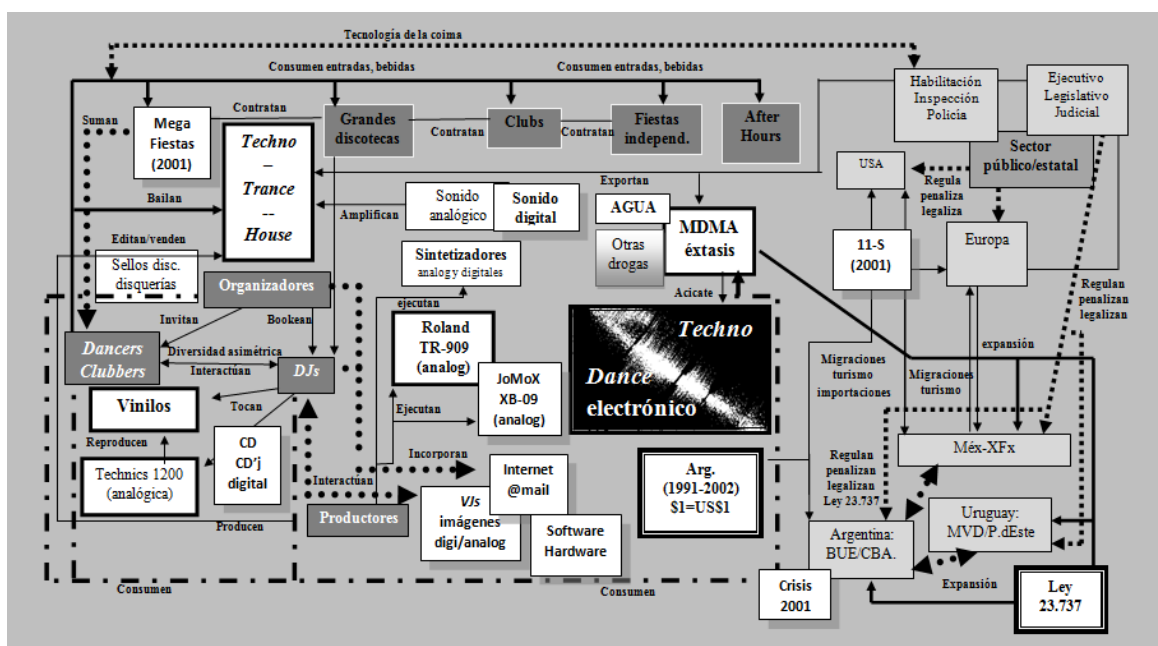 Tecnología de la coima
Consumen entradas, bebidas
Consumen entradas, bebidas
Suman
Mega
Fiestas
(2001)
Contratan
Techno
–
Trance
--
House
Grandes
discotecas
Contratan
Clubs
Contratan
Fiestas
independ.
After
Hours
Habilitación
Inspección
Policía
Ejecutivo
Legislativo
Judicial
Sector
público/estatal
USA
Regula
penaliza
legaliza
Bailan
Amplifican
Sonido
analógico
Sonido
digital
Exportan
AGUA
MDMA
éxtasis
Otras
drogas
11-S
(2001)
Europa
Editan/venden
Sellos disc.
disquerías
Sintetizadores
analog y digitales
Organizadores
ejecutan
Acicate
Regulan
penalizan
legalizan
Invitan
Bookean
Roland
TR-909
(analog)
Techno
Dance
electrónico
expansión
Dancers
Clubbers
Diversidad asimétrica
Interactúan
DJs
JoMoX
XB-09
(analog)
Migraciones
turismo
importaciones
Migraciones
turismo
Vinilos
Tocan
Ejecutan
Reproducen
CD
CD'j
digital
Technics 1200
(analógica)
Incorporan
Interactúan
Internet
@mail
Arg.
(1991-2002)
$1=US$1
Méx-XFx
Regulan
penalizan
legalizan
Ley 23.737
Producen
Productores
VJs
imágenes
digi/analog
Software
Hardware
Argentina:
BUE/CBA.
Uruguay:
MVD/P.dEste
Expansión
Consumen
Consumen
Crisis
2001
Ley
23.737